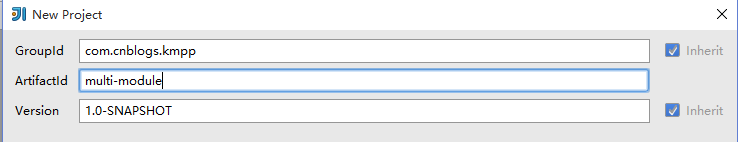 New Project
GroupId com.cnblogs.kmpp Inherit
ArtifactId multi-module
Version 1.0-SNAPSHOT Inherit